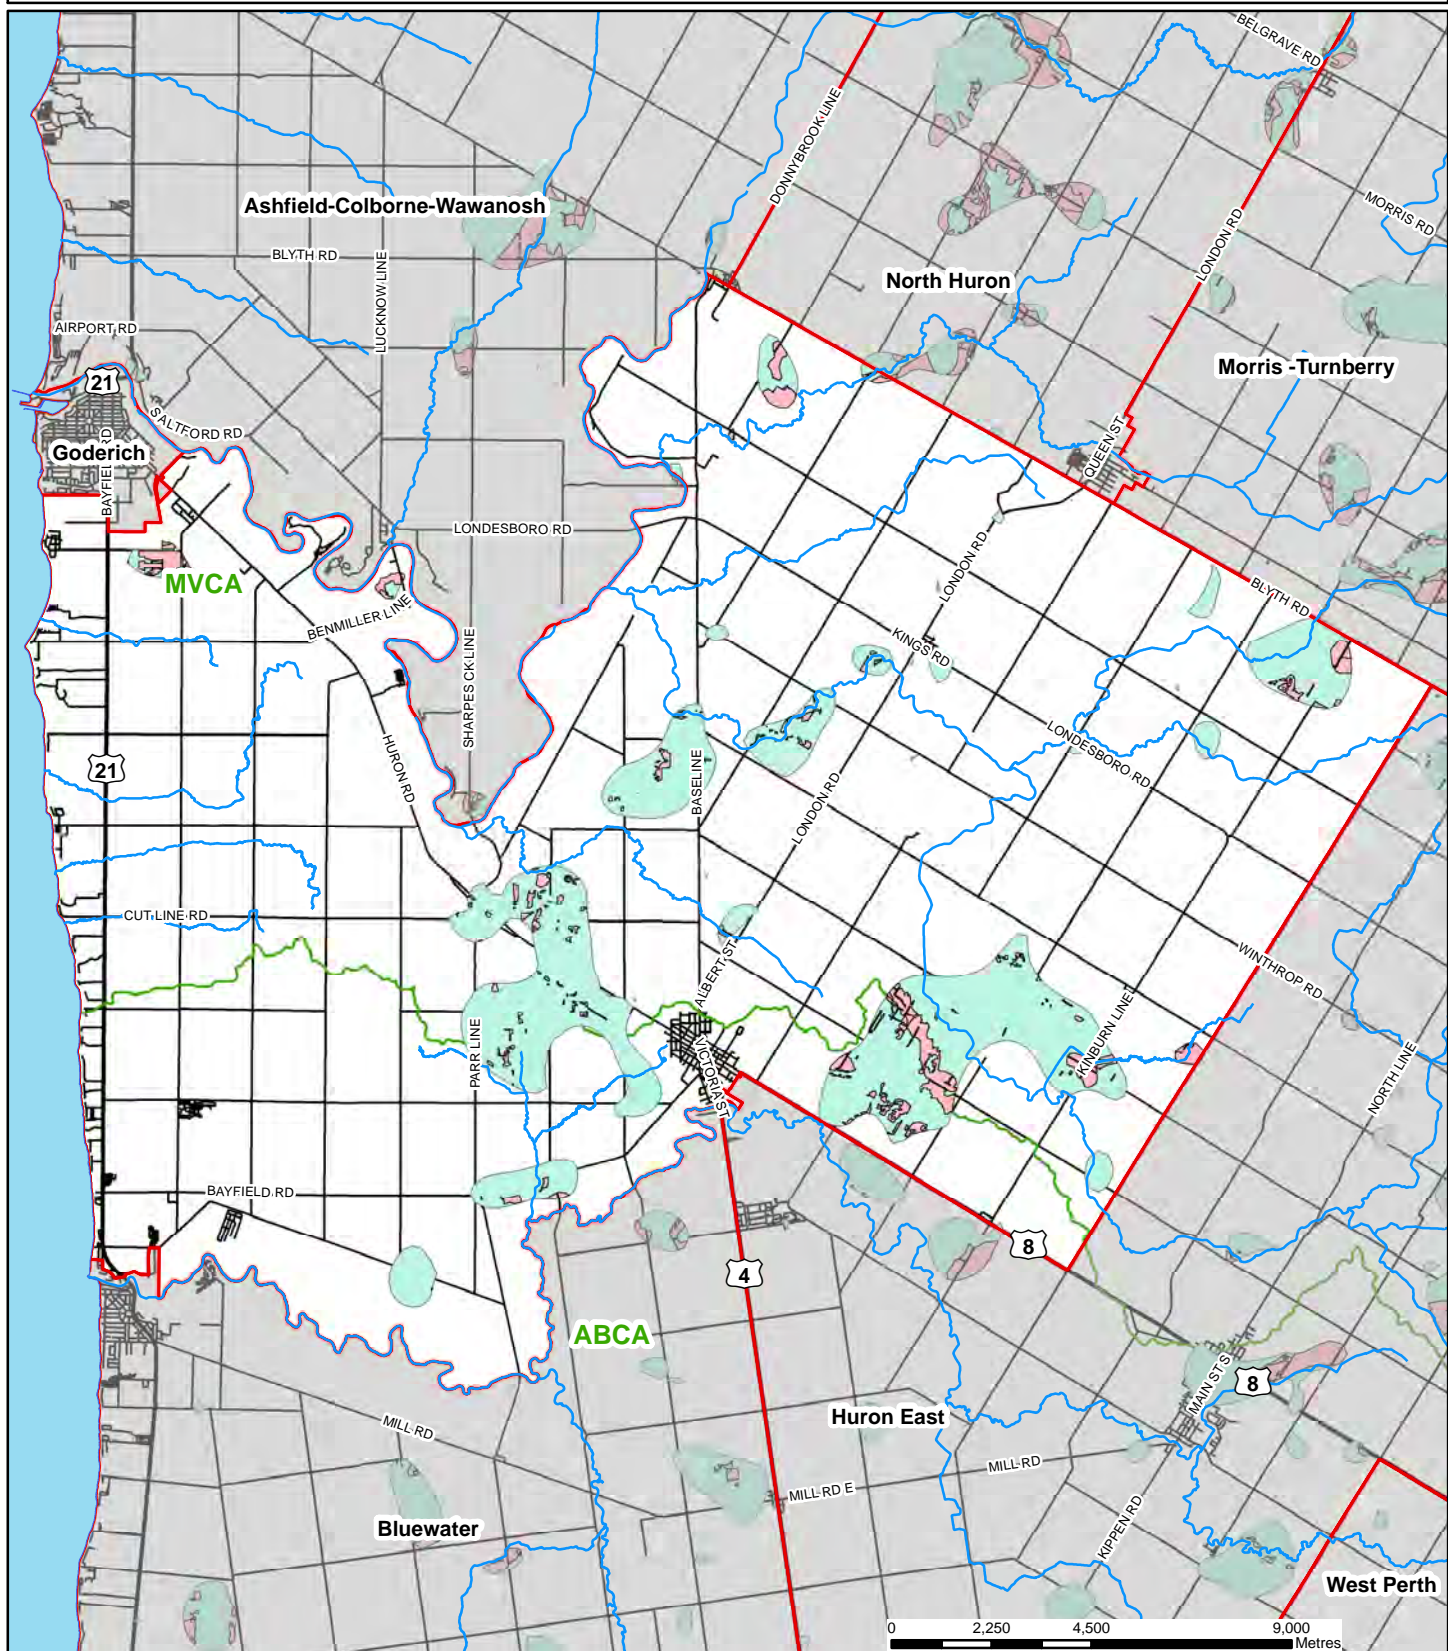 BELGRAVE RD
DONNYBROOK LINE
Ashfield-Colborne-Wawanosh
MORRIS RD
LONDON RD
BLYTH RD
LUCKNOW LINE
North Huron
AIRPORT RD
21
Morris -Turnberry
SALTFORD RD
Goderich
BAYFIELD RD
QUEEN ST
LONDESBORO RD
LONDON RD
MVCA
BLYTH RD
BENMILLER LINE
KINGS RD
SHARPES CK LINE
LONDESBORO RD
21
HURON RD
BASELINE
LONDON RD
CUT LINE RD
ALBERT ST
WINTHROP RD
KINBURN LINE
PARR LINE
VICTORIA ST
NORTH LINE
BAYFIELD RD
8
4
ABCA
8
MAIN ST S
Huron East
MILL RD
MILL RD
MILL RD E
KIPPEN RD
Bluewater
West Perth
0 2,250 4,500 9,000
Metres